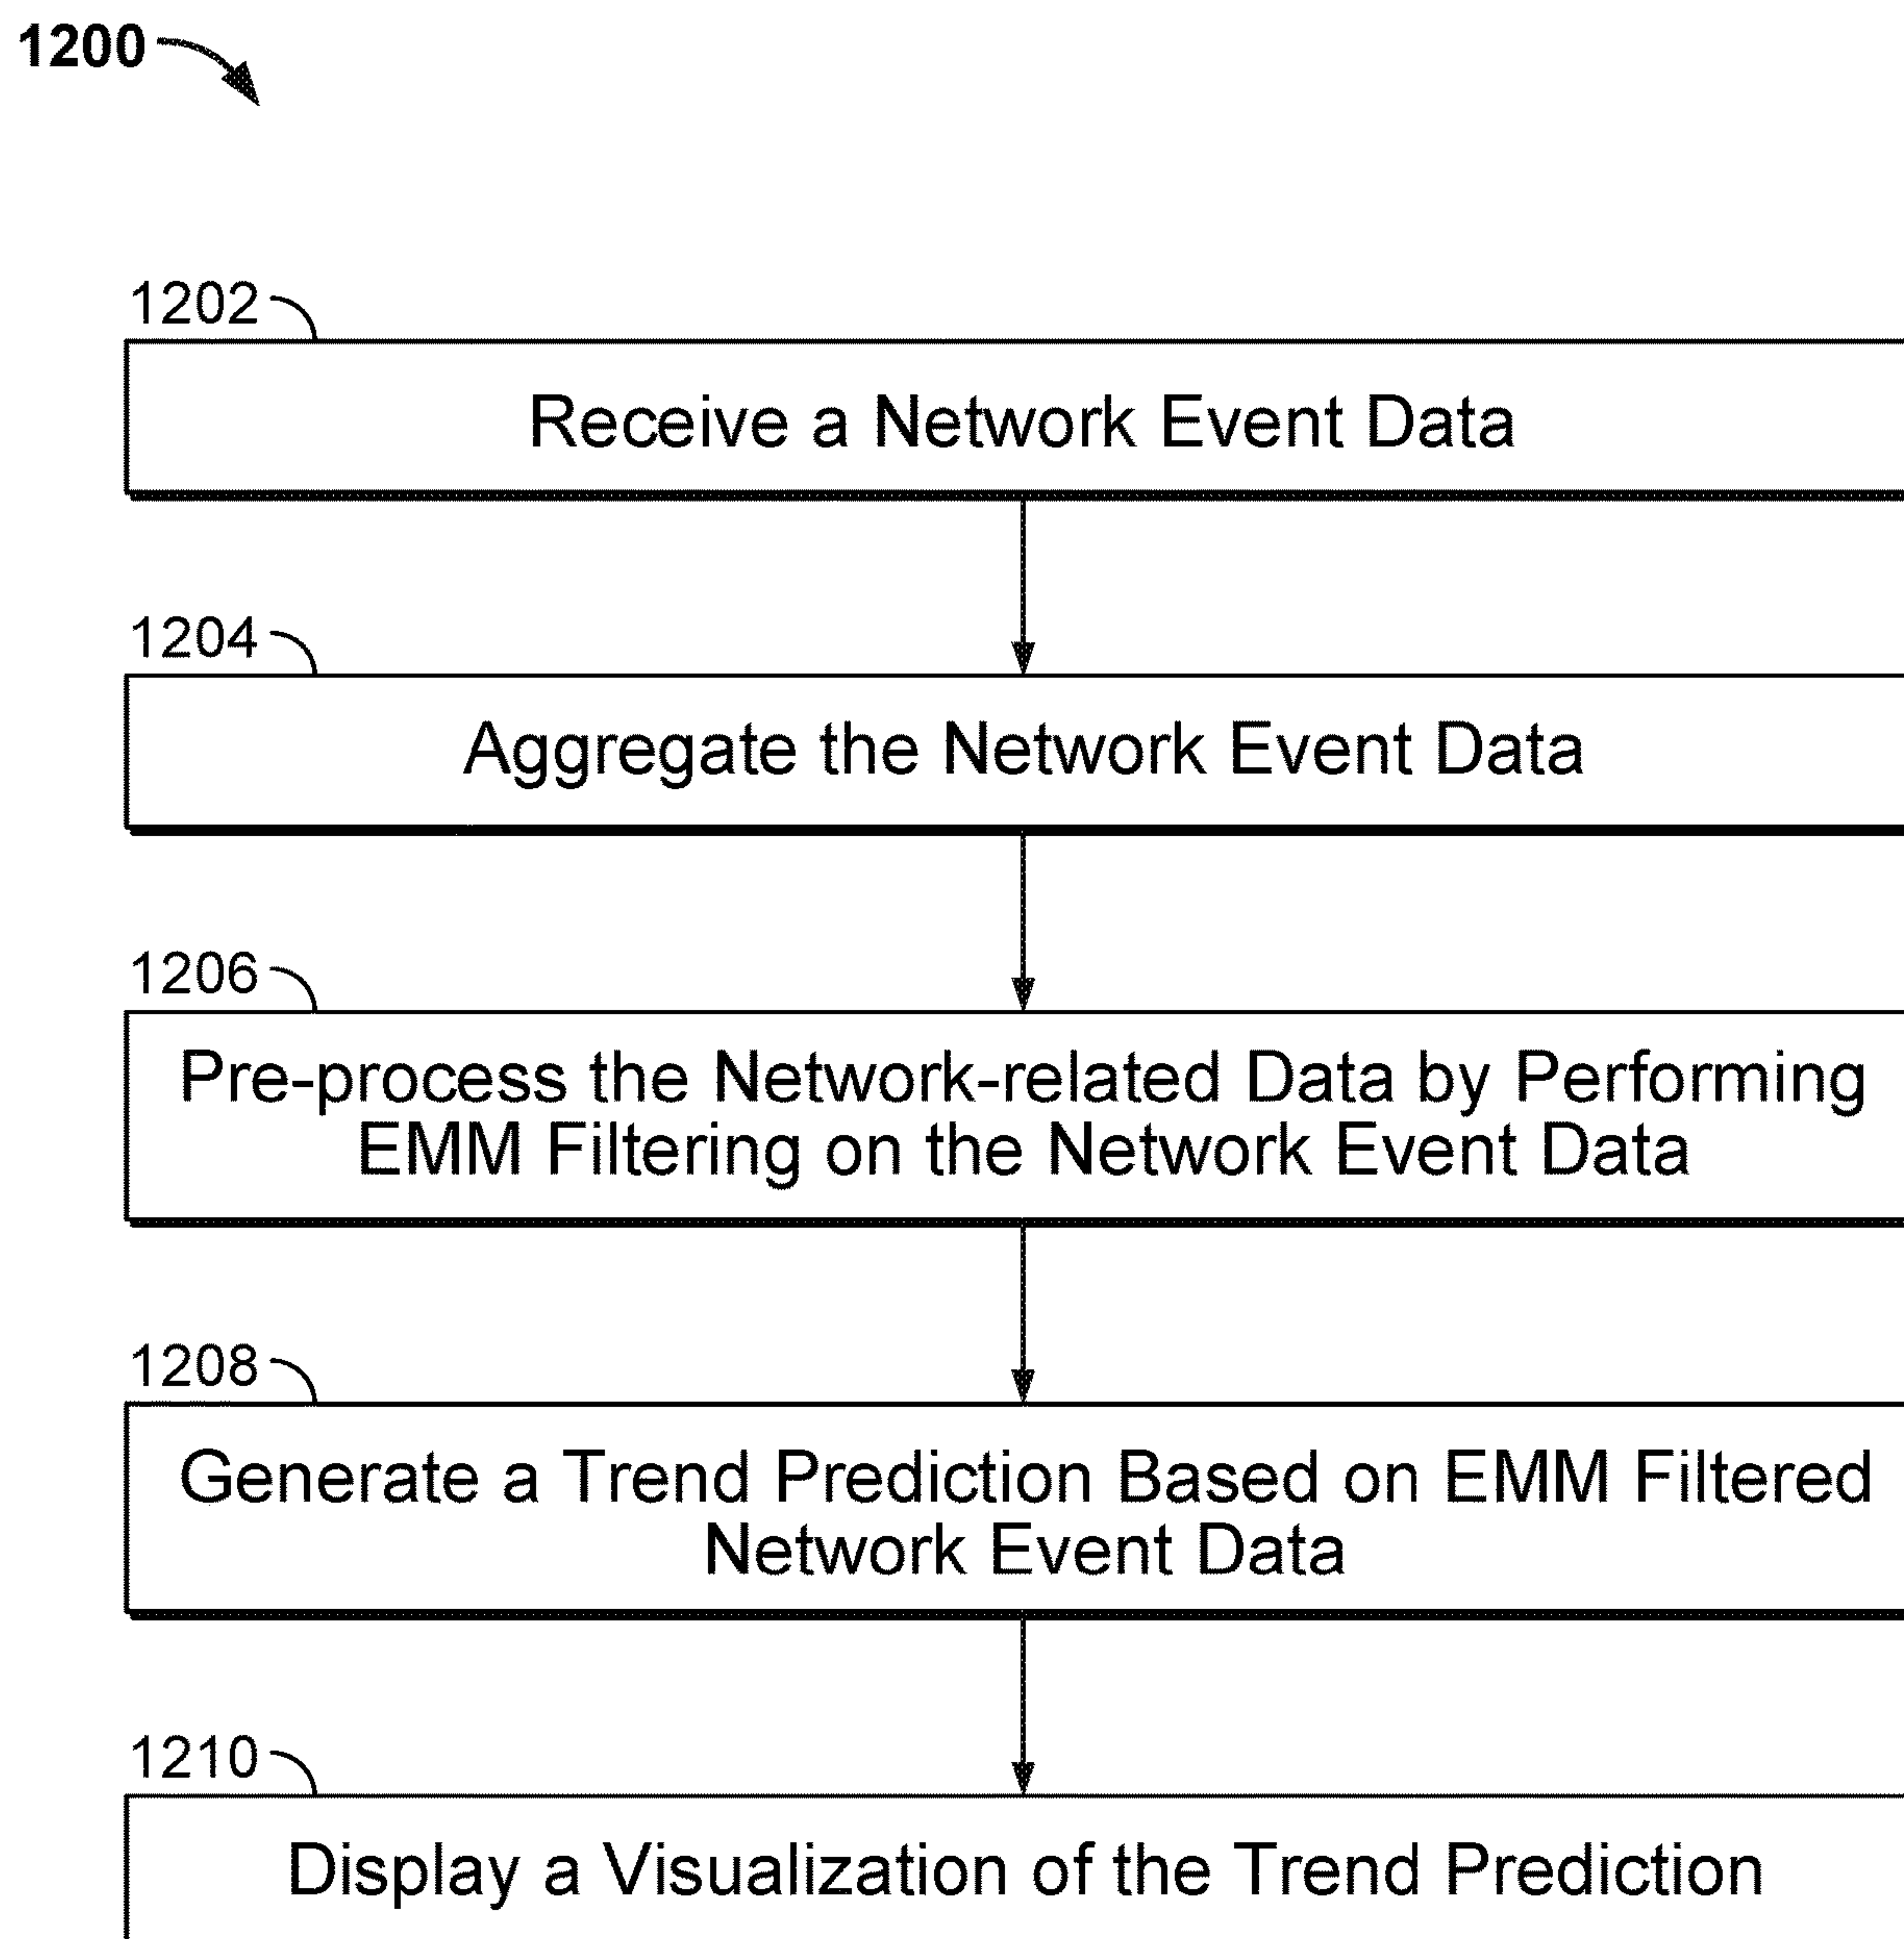 1200
1202
Receive a Network Event Data
1204
Aggregate the Network Event Data
1206
Pre-process the Network-related Data by Performing
EMM Filtering on the Network Event Data
1208
Generate a Trend Prediction Based on EMM Filtered
Network Event Data
1210
Display a Visualization of the Trend Prediction